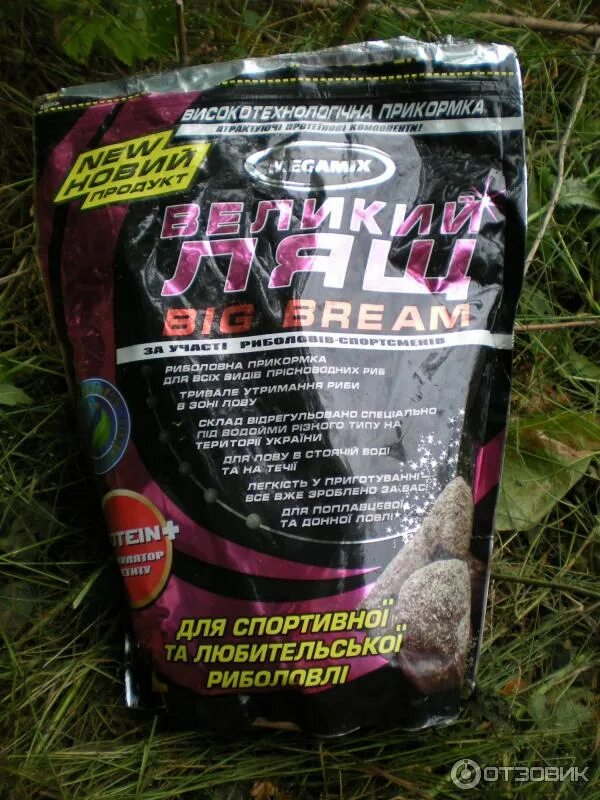 ВИСОКОТЕХНОЛОГІЧНА ПРИКОРМКА
АТРАКТУЮЧІ ПРОТЕЇНОВІ КОМПОНЕНТИ!
NEW
НОВИЙ
ПРОДУКТ
MEGAMIX
ВЕЛИКИЙ
ЛЯЩ
BIG BREAM
ЗА УЧАСТІ РИБОЛОВІВ-СПОРТСМЕНІВ
РИБОЛОВНА ПРИКОРМКА
ДЛЯ ВСІХ ВИДІВ ПРІСНОВОДНИХ РИБ
ТРИВАЛЕ УТРИМАННЯ РИБИ
В ЗОНІ ЛОВУ
СКЛАД ВІДРЕГУЛЬОВАНО СПЕЦІАЛЬНО
ПІД ВОДОЙМИ РІЗНОГО ТИПУ НА
ТЕРИТОРІЇ УКРАЇНИ
ДЛЯ ЛОВУ В СТОЯЧІЙ ВОДІ
ТА НА ТЕЧІЇ
ЛЕГКІСТЬ У ПРИГОТУВАННІ-
ВСЕ ВЖЕ ЗРОБЛЕНО ЗА ВАС!
ДЛЯ ПОПЛАВЦЕВОЇ
ТА ДОННОЇ ЛОВЛІ
OTEIN+
УЛЯТОР
ЕТИТУ
ДЛЯ СПОРТИВНОЇ
ТА ЛЮБИТЕЛЬСЬКОЇ
РИБОЛОВЛІ
ОТЗОВИК